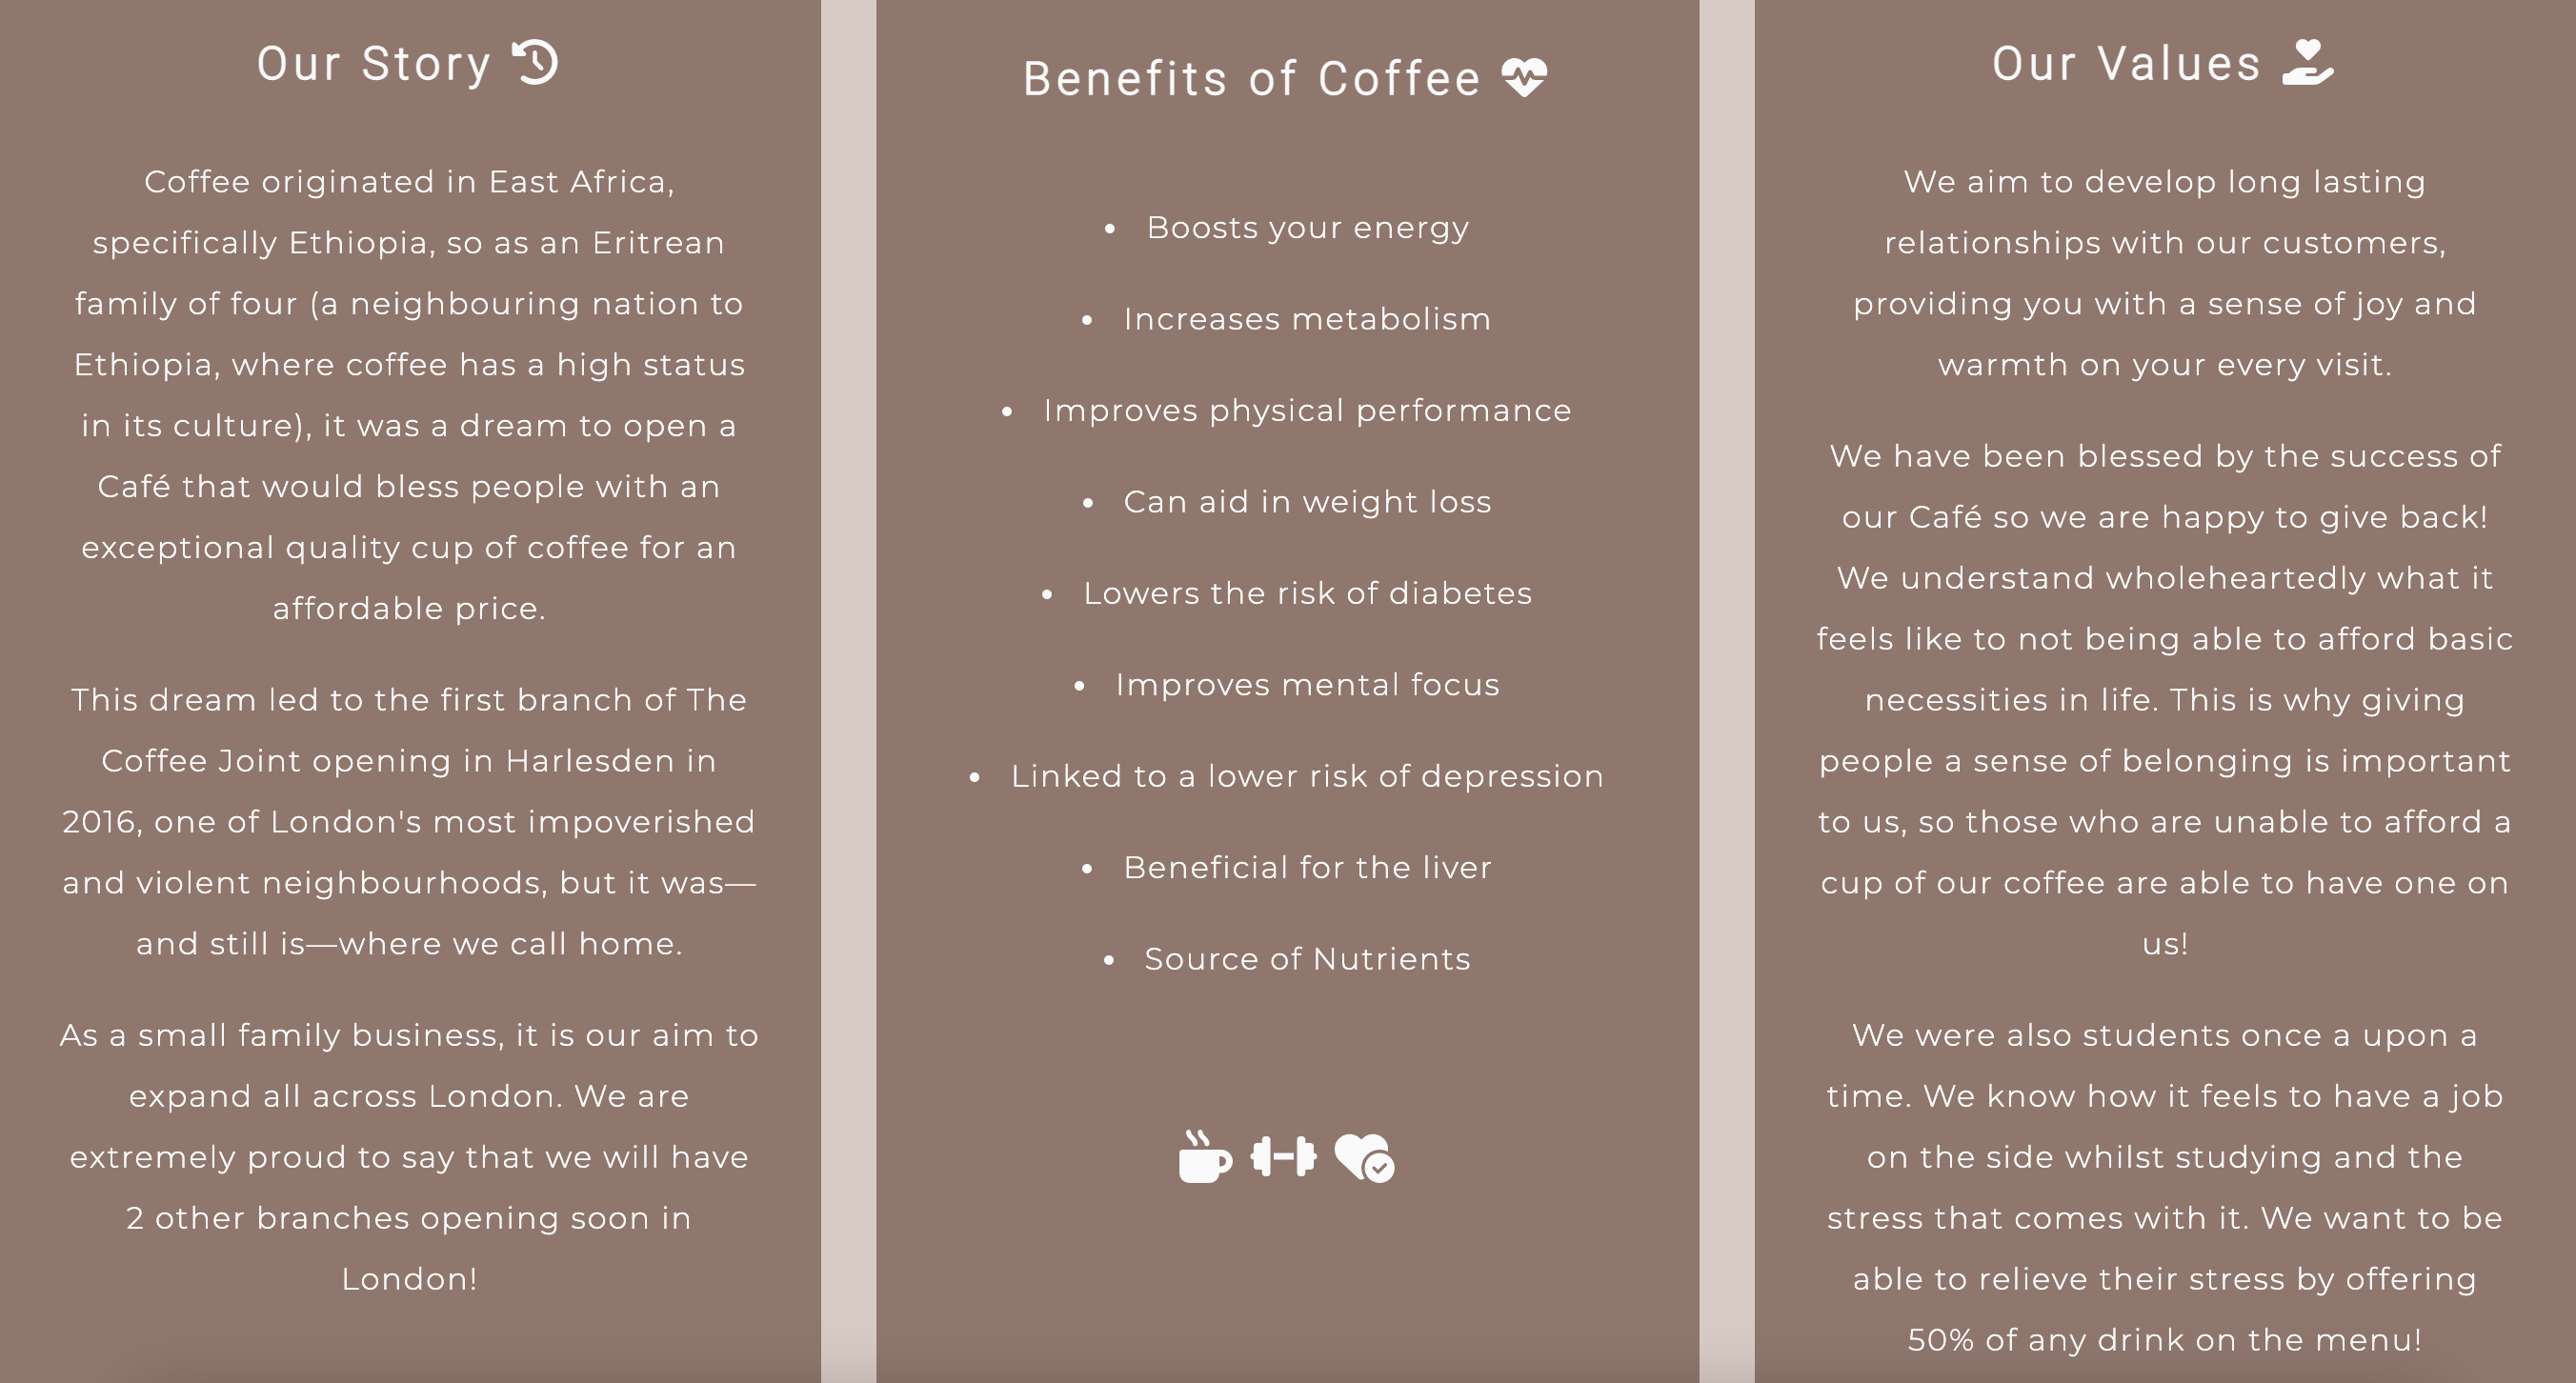 Our Story
Coffee originated in East Africa,
specifically Ethiopia, so as an Eritrean
family of four (a neighbouring nation to
Ethiopia, where coffee has a high status
in its culture), it was a dream to open a
Café that would bless people with an
exceptional quality cup of coffee for an
affordable price.
This dream led to the first branch of The
Coffee Joint opening in Harlesden in
2016, one of London's most impoverished
and violent neighbourhoods, but it was—
and still is—where we call home.
As a small family business, it is our aim to
expand all across London. We are
extremely proud to say that we will have
2 other branches opening soon in
London!
Benefits of Coffee
• Boosts your energy
• Increases metabolism
• Improves physical performance
• Can aid in weight loss
• Lowers the risk of diabetes
• Improves mental focus
• Linked to a lower risk of depression
• Beneficial for the liver
• Source of Nutrients
Our Values
We aim to develop long lasting
relationships with our customers,
providing you with a sense of joy and
warmth on your every visit.
We have been blessed by the success of
our Café so we are happy to give back!
We understand wholeheartedly what it
feels like to not being able to afford basic
necessities in life. This is why giving
people a sense of belonging is important
to us, so those who are unable to afford a
cup of our coffee are able to have one on
us!
We were also students once a upon a
time. We know how it feels to have a job
on the side whilst studying and the
stress that comes with it. We want to be
able to relieve their stress by offering
50% of any drink on the menu!